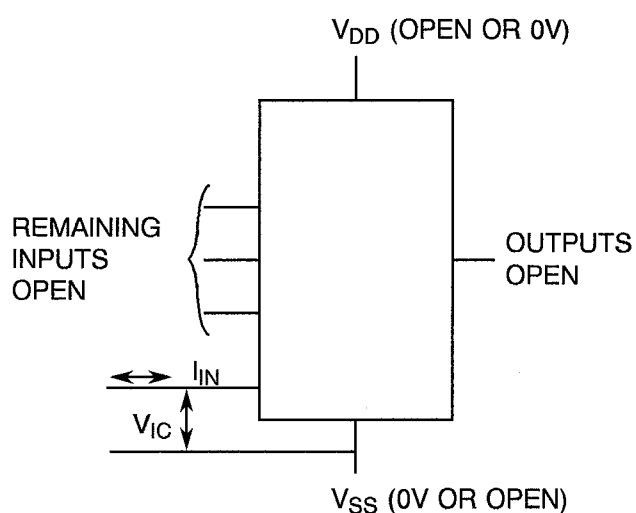 VDD (OPEN OR 0V)
REMAINING
INPUTS
OPEN
OUTPUTS
OPEN
IIN
VIC
VSS (0V OR OPEN)